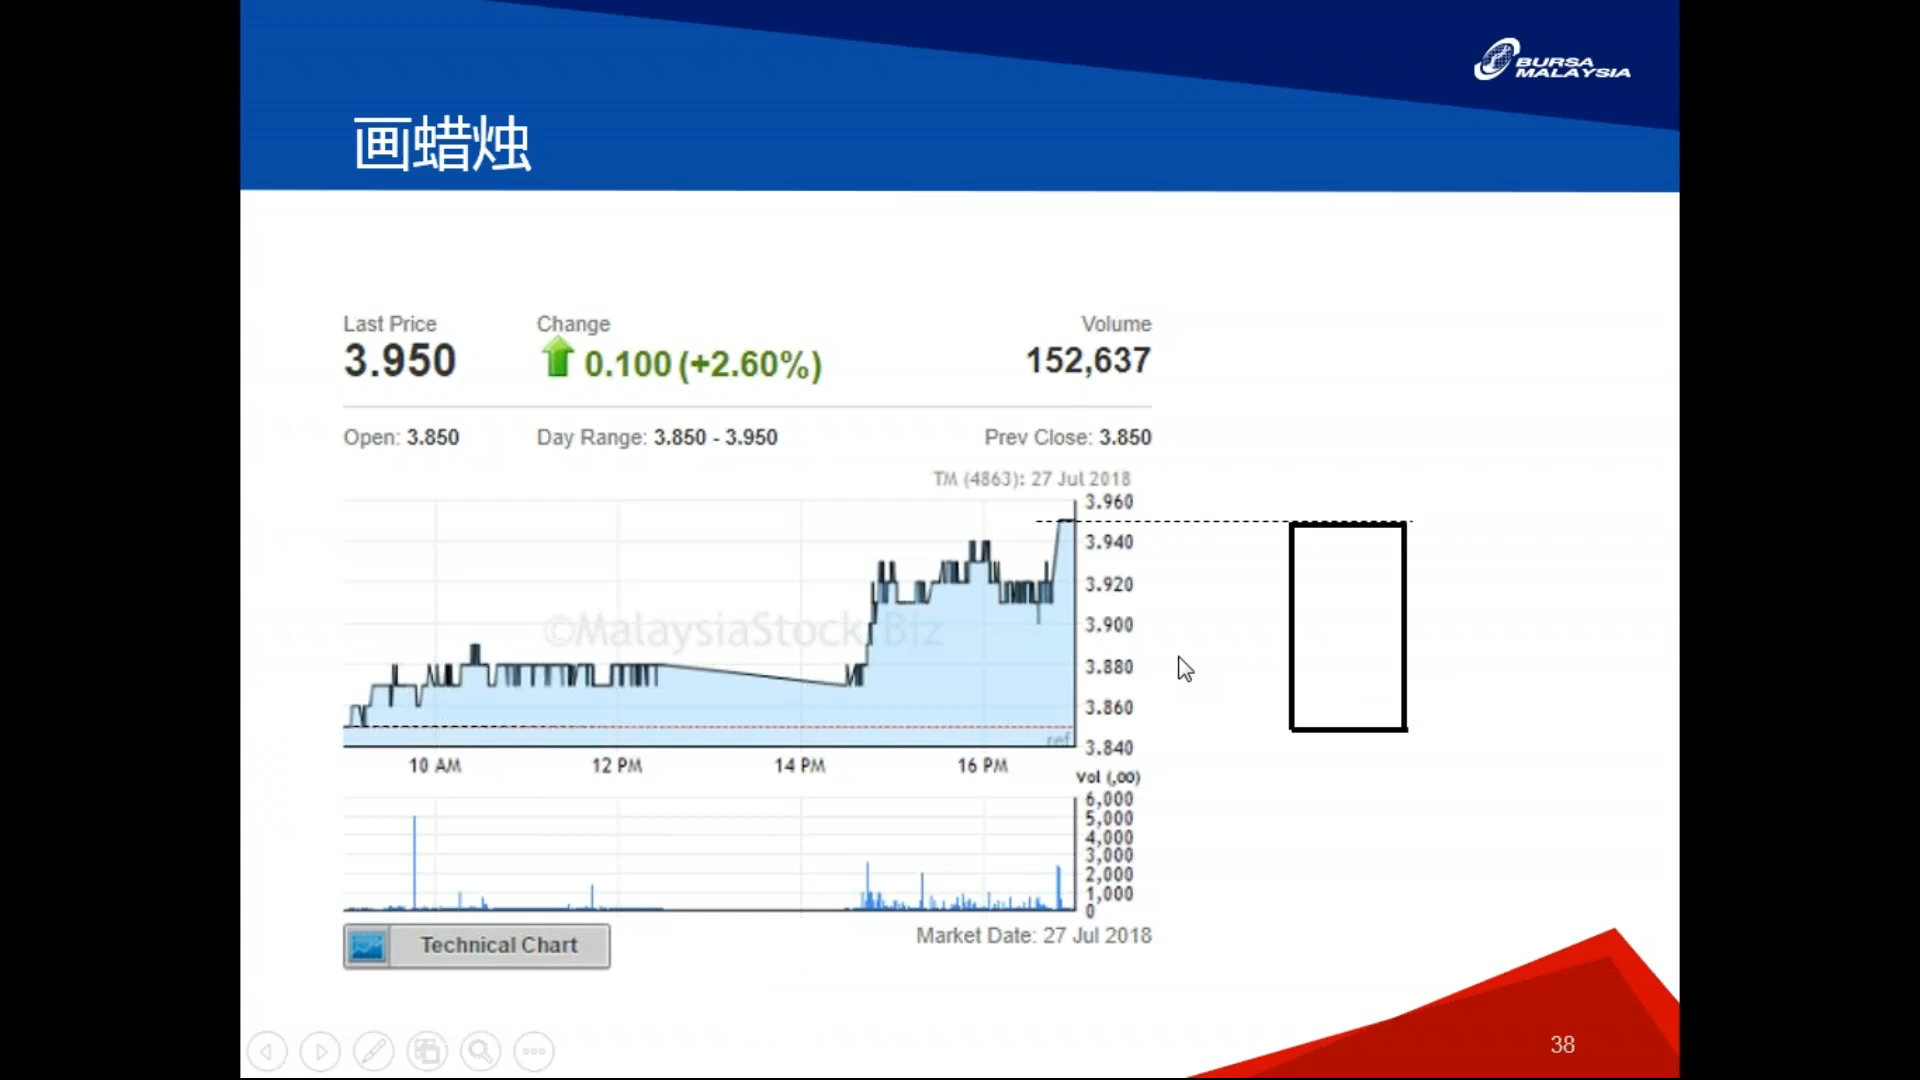 BURSA
MALAYSIA
画蜡烛
Last Price
Change
Volume
3.950
0.100 (+2.60%)
152,637
Open: 3.850
Day Range: 3.850 - 3.950
Prev Close: 3.850
TM (4863): 27 Jul 2018
3.960
3.940
3.920
3.900
3.880
3.860
3.840
©MalaysiaStock.Biz
ref
10 AM
12 PM
14 PM
16 PM
Vol (,00)
6,000
5,000
4,000
3,000
2,000
1,000
0
Technical Chart
Market Date: 27 Jul 2018
38